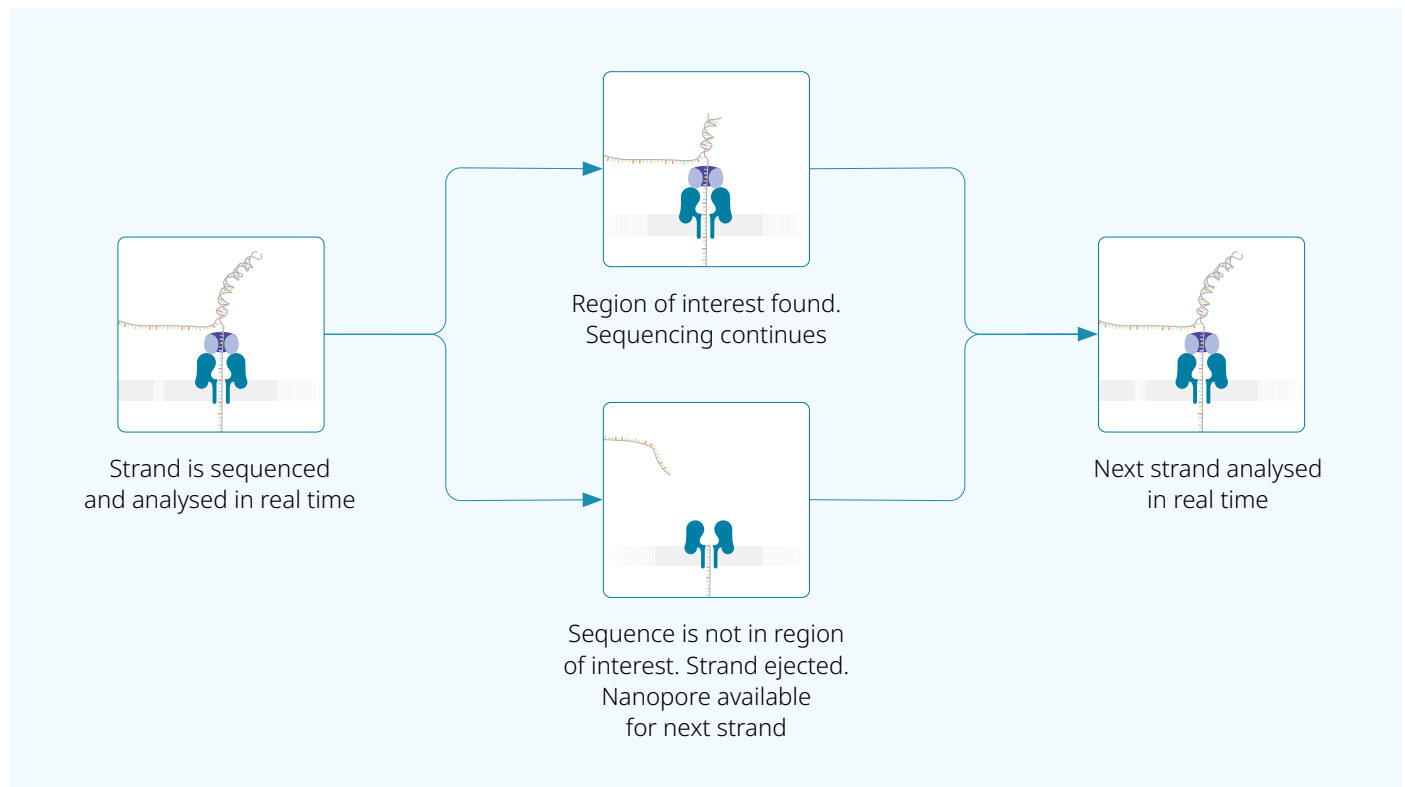 Strand is sequenced
and analysed in real time
Region of interest found.
Sequencing continues
Sequence is not in region
of interest. Strand ejected.
Nanopore available
for next strand
Next strand analysed
in real time